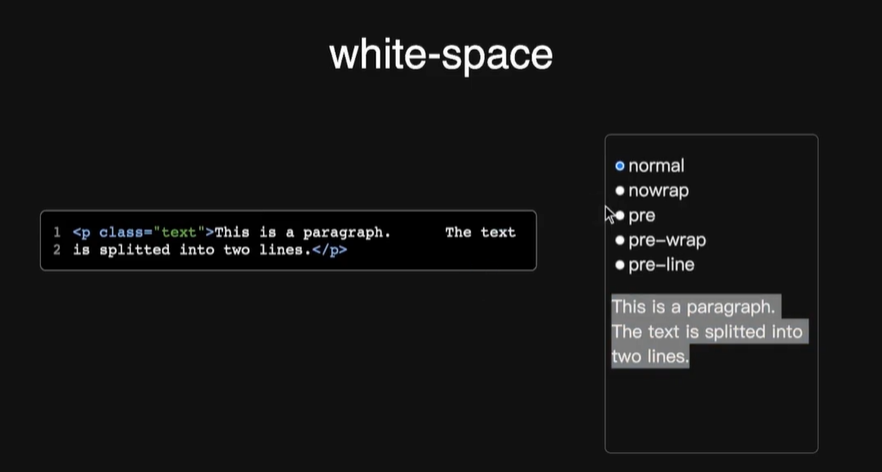 white-space
1 <p class="text">This is a paragraph.      The text
2 is splitted into two lines.</p>
normal
nowrap
pre
pre-wrap
pre-line
This is a paragraph.
The text is splitted into
two lines.